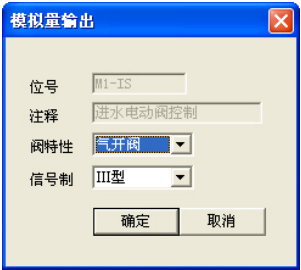 模拟量输出
位号 M1-IS
注释 进水电动阀控制
阀特性 气开阀
信号制 III型
确定 取消